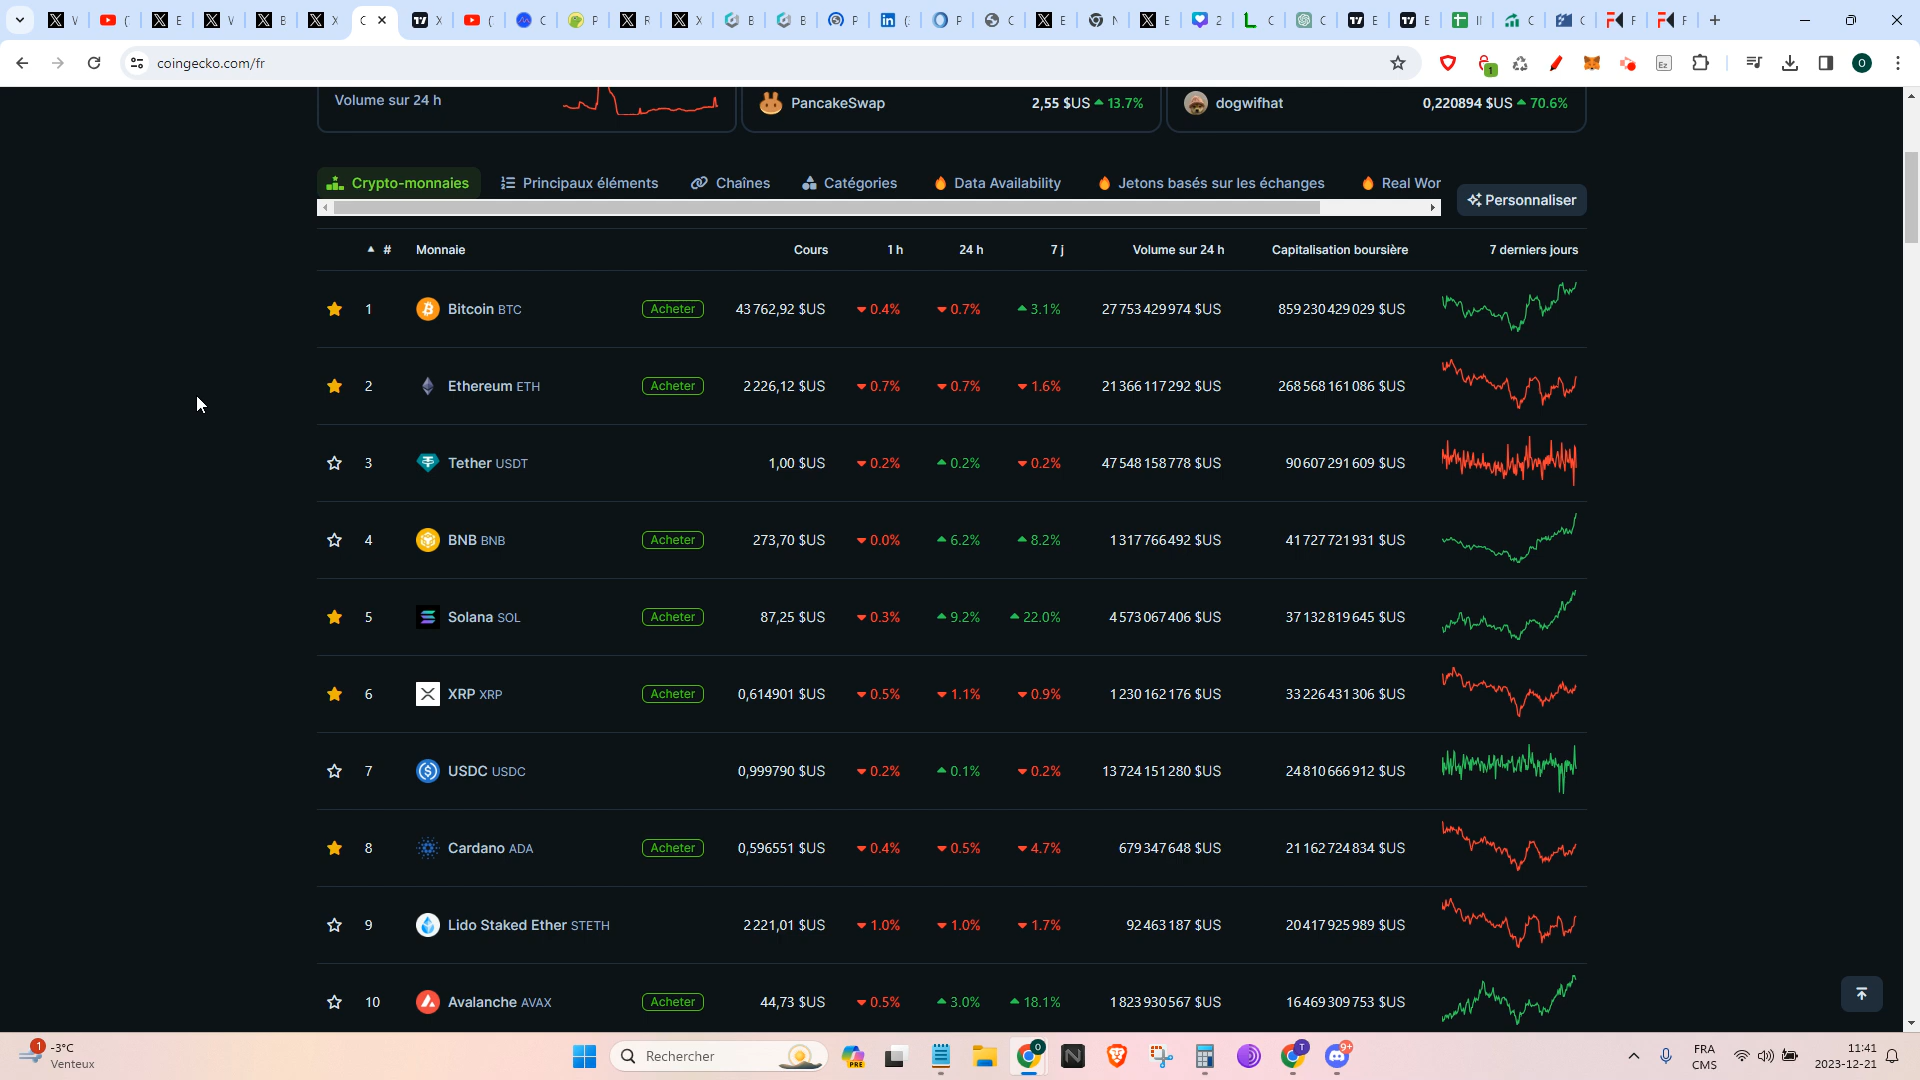 coingecko.com/fr
Volume sur 24 h
PancakeSwap 2,55 $US 13.7%
dogwifhat 0,220894 $US 70.6%
Crypto-monnaies Principaux éléments Chaînes Catégories Data Availability Jetons basés sur les échanges Real Wor
Personnaliser
# Monnaie Cours 1 h 24 h 7 j Volume sur 24 h Capitalisation boursière 7 derniers jours
1 Bitcoin BTC Acheter 43 762,92 $US 0.4% 0.7% 3.1% 27 753 429 974 $US 859 230 429 029 $US
2 Ethereum ETH Acheter 2 226,12 $US 0.7% 0.7% 1.6% 21 366 117 292 $US 268 568 161 086 $US
3 Tether USDT 1,00 $US 0.2% 0.2% 0.2% 47 548 158 778 $US 90 607 291 609 $US
4 BNB BNB Acheter 273,70 $US 0.0% 6.2% 8.2% 1 317 766 492 $US 41 727 721 931 $US
5 Solana SOL Acheter 87,25 $US 0.3% 9.2% 22.0% 4 573 067 406 $US 37 132 819 645 $US
6 XRP XRP Acheter 0,614901 $US 0.5% 1.1% 0.9% 1 230 162 176 $US 33 226 431 306 $US
7 USDC USDC 0,999790 $US 0.2% 0.1% 0.2% 13 724 151 280 $US 24 810 666 912 $US
8 Cardano ADA Acheter 0,596551 $US 0.4% 0.5% 4.7% 679 347 648 $US 21 162 724 834 $US
9 Lido Staked Ether STETH 2 221,01 $US 1.0% 1.0% 1.7% 92 463 187 $US 20 417 925 989 $US
10 Avalanche AVAX Acheter 44,73 $US 0.5% 3.0% 18.1% 1 823 930 567 $US 16 469 309 753 $US
1 -3°C
Venteux
Rechercher
FRA
CMS
11:41
2023-12-21